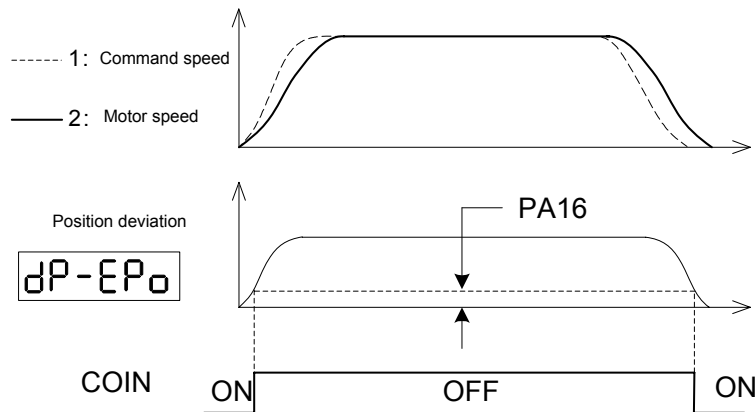 1: Command speed
2: Motor speed
PA16
Position deviation
dP-EPo
COIN ON OFF ON